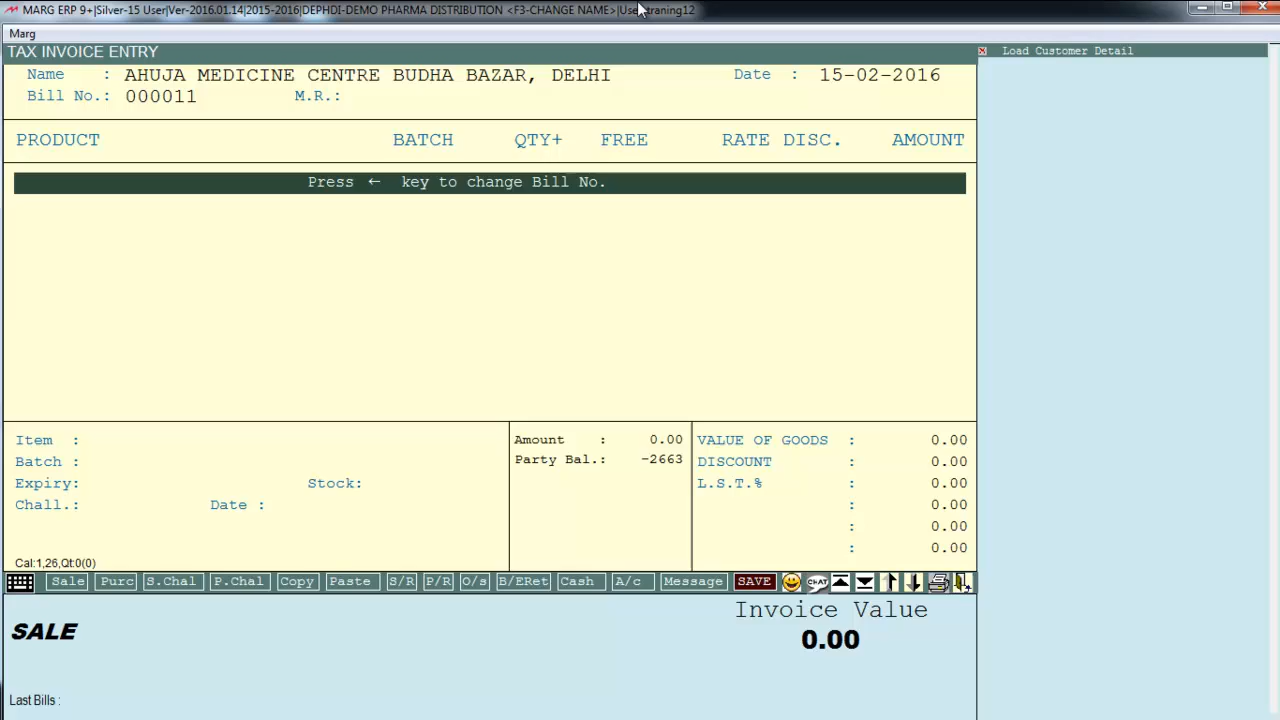 MARG ERP 9+|Silver-15 User|Ver-2016.01.14|2015-2016|DEPHDI-DEMO PHARMA DISTRIBUTION <F3-CHANGE NAME>|User-traning12
Marg
TAX INVOICE ENTRY
Load Customer Detail
Name : AHUJA MEDICINE CENTRE BUDHA BAZAR, DELHI Date : 15-02-2016
Bill No.: 000011 M.R.:
PRODUCT BATCH QTY+ FREE RATE DISC. AMOUNT
Press ← key to change Bill No.
Item : Amount : 0.00 VALUE OF GOODS : 0.00
Batch : Party Bal.: -2663 DISCOUNT : 0.00
Expiry: Stock: L.S.T.% : 0.00
Chall.: Date : : 0.00
: 0.00
: 0.00
Cal:1,26,Qt:0(0)
Sale Purc S.Chal P.Chal Copy Paste S/R P/R O/s B/ERet Cash A/c Message SAVE CHAT
Invoice Value
SALE 0.00
Last Bills :